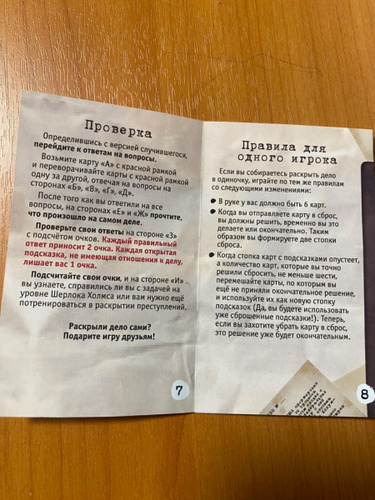 Проверка
Определившись с версией случившегося,
перейдите к ответам на вопросы.
Возьмите карту «А» с красной рамкой
и переворачивайте карты с красной рамкой
одну за другой, отвечая на вопросы на
сторонах «Б», «В», «Г», «Д».
После того как вы ответили на все
вопросы, на сторонах «Е» и «Ж» прочтите,
что произошло на самом деле.
Проверьте свои ответы на стороне «З»
с подсчётом очков. Каждый правильный
ответ приносит 2 очка. Каждая открытая
подсказка, не имеющая отношения к делу,
лишает вас 1 очка.
Подсчитайте свои очки, и на стороне «И»
вы узнаете, справились ли вы с задачей на
уровне Шерлока Холмса или вам нужно ещё
потренироваться в раскрытии преступлений.
Раскрыли дело сами?
Подарите игру друзьям!
7
Правила для
одного игрока
Если вы собираетесь раскрыть дело
в одиночку, играйте по тем же правилам
со следующими изменениями:
● В руке у вас должно быть 6 карт.
● Когда вы отправляете карту в сброс,
вы должны решить, временно вы это
делаете или окончательно. Таким
образом вы формируете две стопки
сброса.
● Когда стопка карт с подсказками опустеет,
а количество карт, которые вы точно
решили сбросить, не меньше шести,
перемешайте карты, по которым вы
ещё не приняли окончательное решение,
и используйте их как новую стопку
подсказок (Да, вы будете использовать
уже сброшенные подсказки!). Теперь,
если вы захотите убрать карту в сброс,
это решение уже будет окончательным.
8